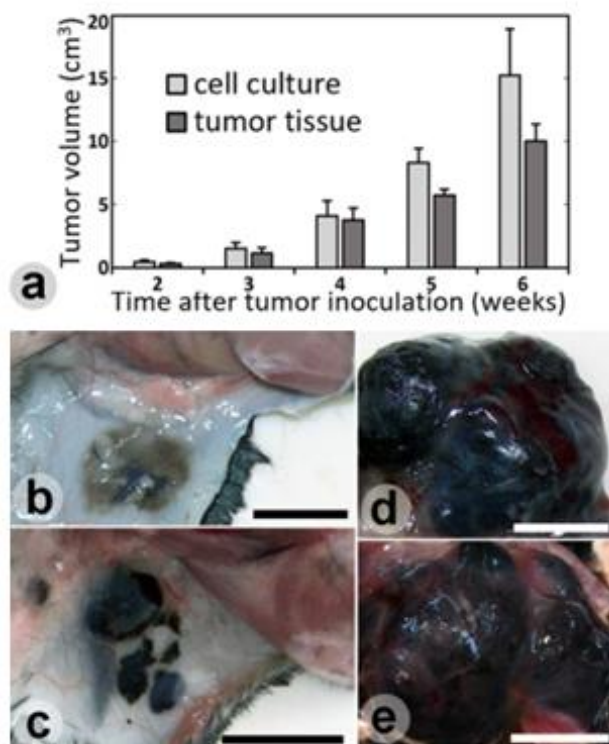 20
15
10
5
0
Tumor volume (cm³)
cell culture
tumor tissue
2 3 4 5 6
Time after tumor inoculation (weeks)
a
b
d
c
e